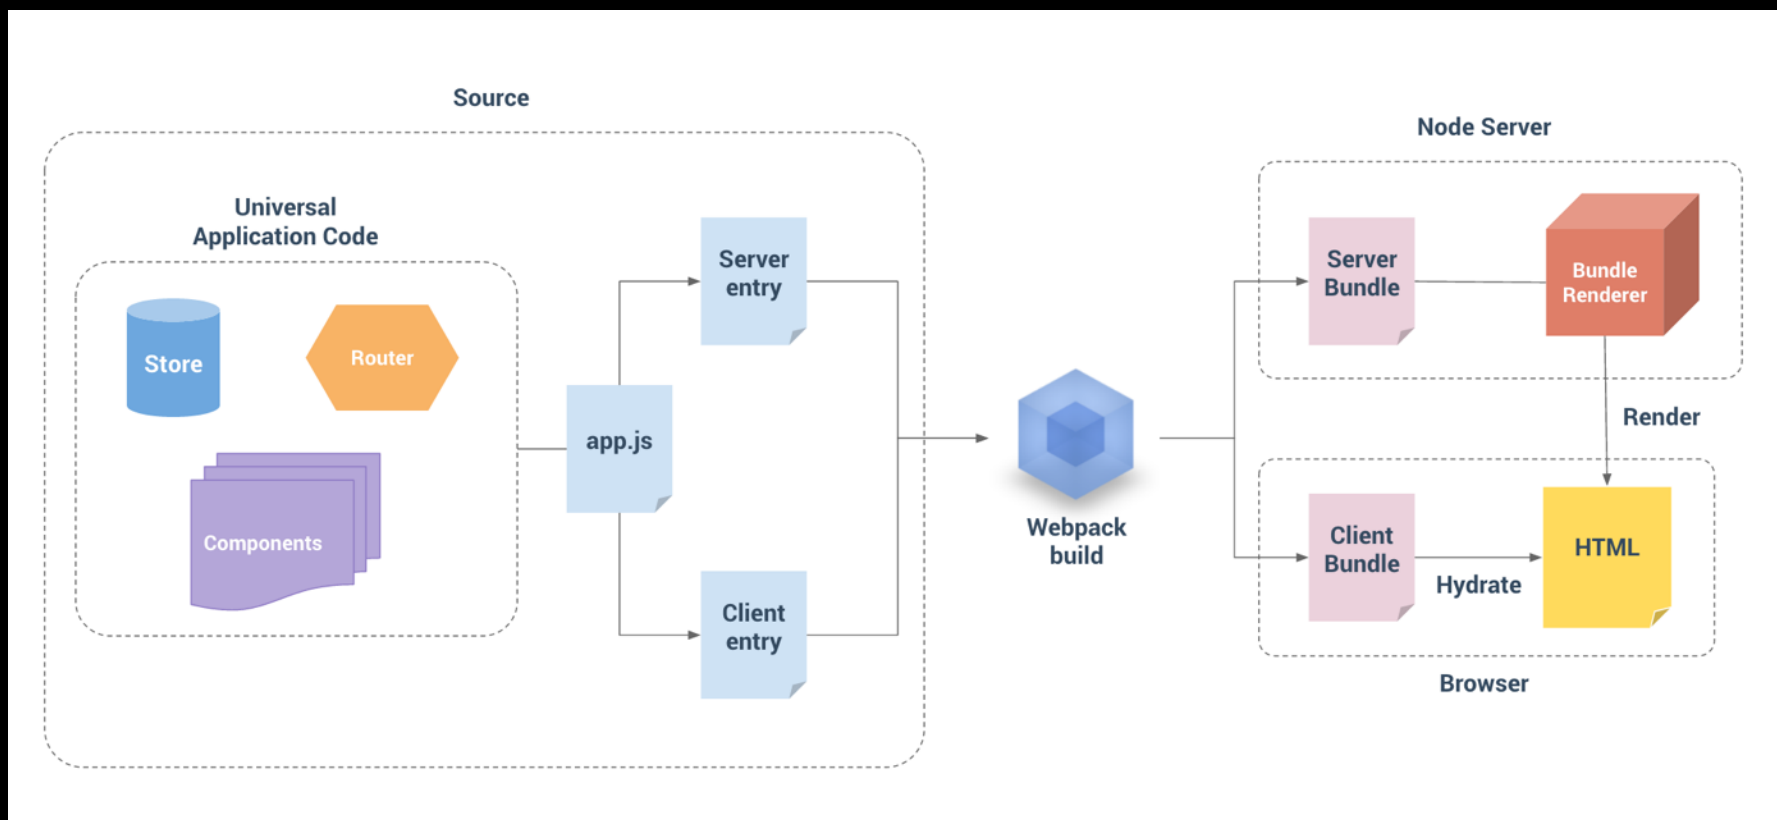 Source
Universal
Application Code
Store
Router
Components
app.js
Server
entry
Client
entry
Webpack
build
Node Server
Server
Bundle
Bundle
Renderer
Render
Client
Bundle
Hydrate
HTML
Browser